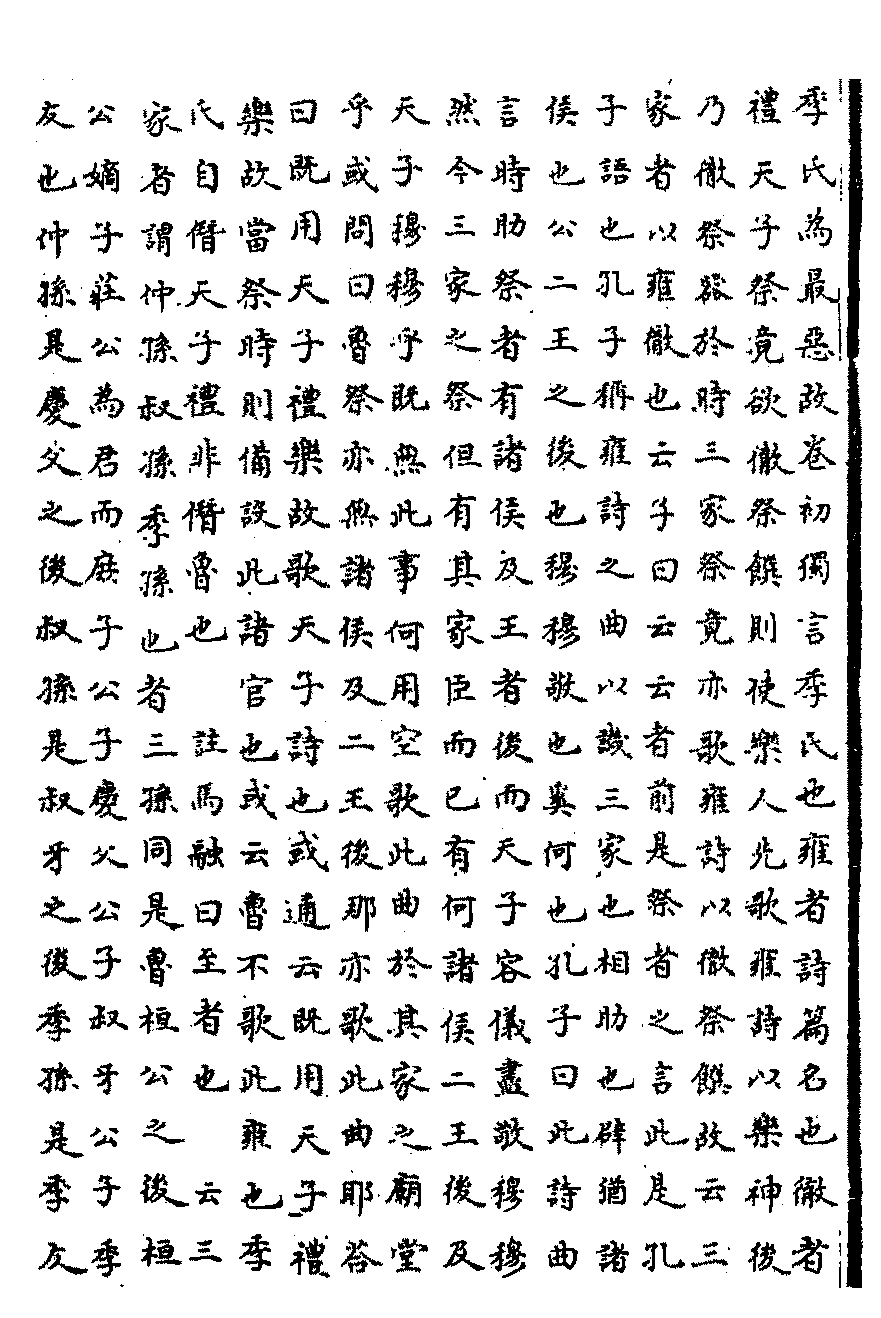 季氏為最惡故卷初獨言季氏也雍者詩篇名也徹者
禮天子祭竟欲徹祭饌則使樂人先歌雍詩以樂神後
乃徹祭器於時三家祭竟亦歌雍詩以徹祭饌故云三
家者以雍徹也云子曰云云者前是祭者之言此是孔
子語也孔子稱雍詩之曲以譏三家也相助也辟猶諸
侯也公二王之後也穆穆敬也奚何也孔子曰此詩曲
言時助祭者有諸侯及王者後而天子容儀盡敬穆穆
然今三家之祭但有其家臣而已有何諸侯二王後及
天子穆穆乎既無此事何用空歌此曲於其家之廟堂
乎或問曰魯祭亦無諸侯及二王後那亦歌此曲耶荅
曰既用天子禮樂故歌天子詩也或通云既用天子禮
樂故當祭時則備設此諸官也或云魯不歌此雍也季
氏自僭天子禮非僭魯也　註馬融曰至者也　云三
家者謂仲孫叔孫季孫也者　三孫同是魯桓公之後桓
公嫡子莊公為君而庶子公子慶父公子叔牙公子季
友也仲孫是慶父之後叔孫是叔牙之後季孫是季友